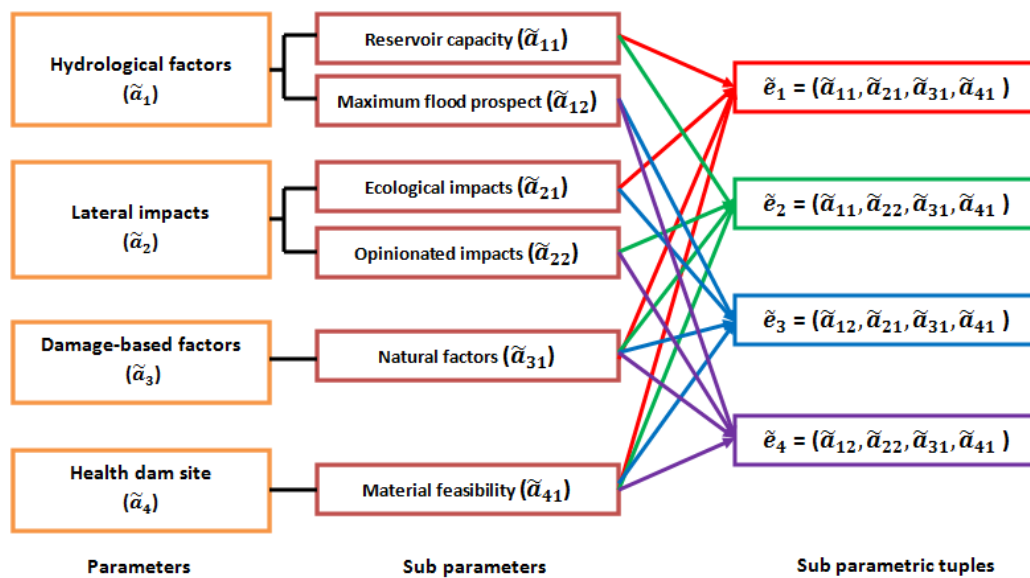 Hydrological factors
(ã₁)
Lateral impacts
(ã₂)
Damage-based factors
(ã₃)
Health dam site
(ã₄)
Parameters
Reservoir capacity (ã₁₁)
Maximum flood prospect (ã₁₂)
Ecological impacts (ã₂₁)
Opinionated impacts (ã₂₂)
Natural factors (ã₃₁)
Material feasibility (ã₄₁)
Sub parameters
ẽ₁ = (ã₁₁, ã₂₁, ã₃₁, ã₄₁ )
ẽ₂ = (ã₁₁, ã₂₂, ã₃₁, ã₄₁ )
ẽ₃ = (ã₁₂, ã₂₁, ã₃₁, ã₄₁ )
ẽ₄ = (ã₁₂, ã₂₂, ã₃₁, ã₄₁ )
Sub parametric tuples